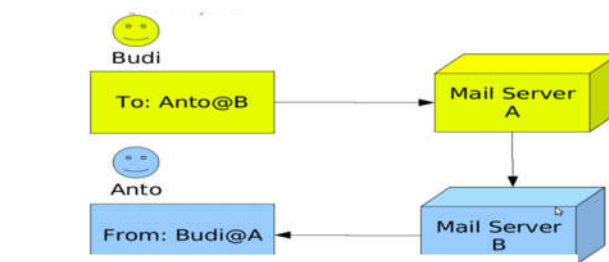 Budi
To: Anto@B
Mail Server
A
Anto
From: Budi@A
Mail Server
B